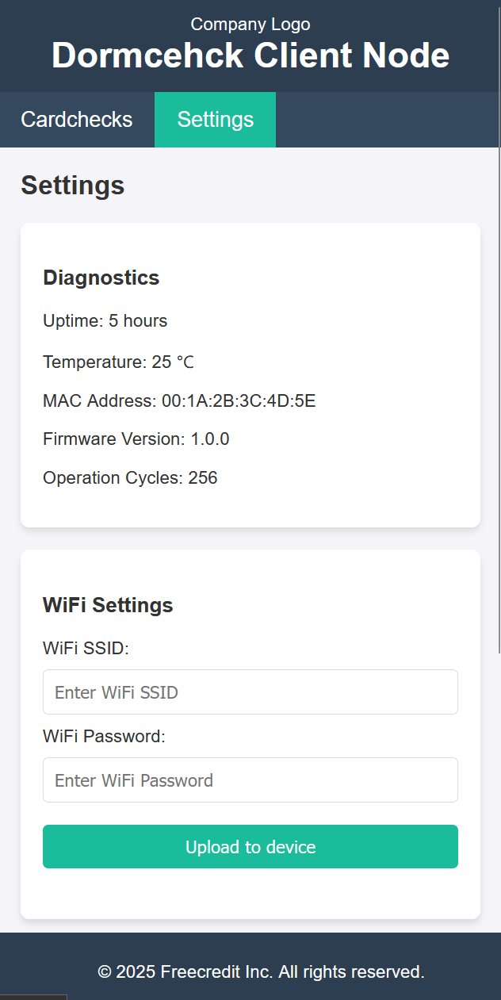 Company Logo
Dormcehck Client Node
Cardchecks Settings
Settings
Diagnostics
Uptime: 5 hours
Temperature: 25 ℃
MAC Address: 00:1A:2B:3C:4D:5E
Firmware Version: 1.0.0
Operation Cycles: 256
WiFi Settings
WiFi SSID:
Enter WiFi SSID
WiFi Password:
Enter WiFi Password
Upload to device
© 2025 Freecredit Inc. All rights reserved.